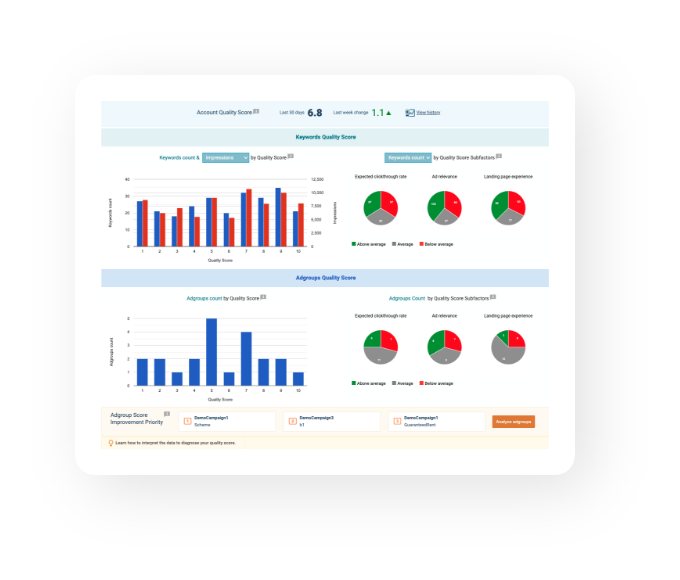 Account Quality Score
Last 30 days 6.8
Last week change 1.1
View history
Keywords Quality Score
Keywords count & Impressions by Quality Score
Keywords count by Quality Score Subfactors
Expected clickthrough rate
Ad relevance
Landing page experience
Keywords count
40
30
20
10
0
12,500
10,000
7,500
5,000
2,500
0
Impressions
1 2 3 4 5 6 7 8 9 10
Quality Score
Above average
Average
Below average
Adgroups Quality Score
Adgroups count by Quality Score
Adgroups Count by Quality Score Subfactors
Expected clickthrough rate
Ad relevance
Landing page experience
Adgroups count
5
4
3
2
1
0
1 2 3 4 5 6 7 8 9 10
Quality Score
Above average
Average
Below average
Adgroup Score
Improvement Priority
1
DemoCampaign1
Schema
2
h1
3
DemoCampaign1
GuaranteedRent
Analyze adgroups
Learn how to interpret the data to diagnose your quality score.